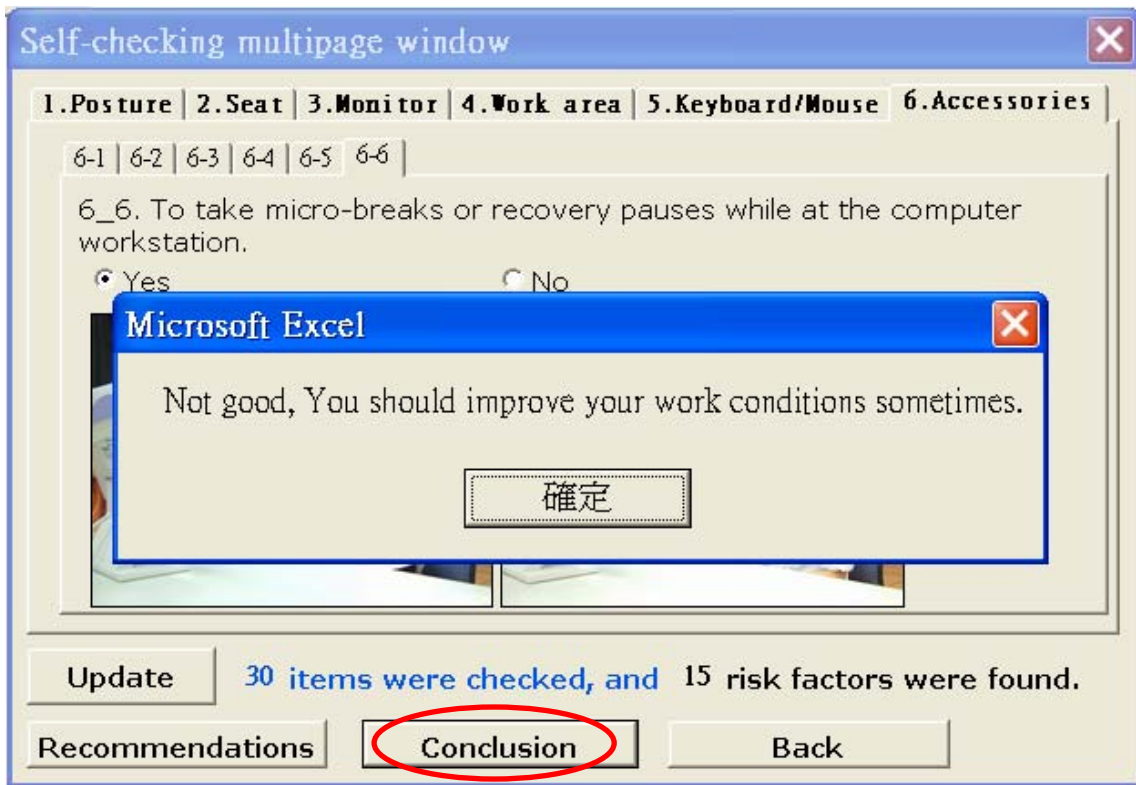 Self-checking multipage window
1.Posture 2.Seat 3.Monitor 4.Work area 5.Keyboard/Mouse 6.Accessories
6-1 6-2 6-3 6-4 6-5 6-6
6_6. To take micro-breaks or recovery pauses while at the computer
workstation.
Yes No
Microsoft Excel
Not good, You should improve your work conditions sometimes.
確定
Update 30 items were checked, and 15 risk factors were found.
Recommendations Conclusion Back